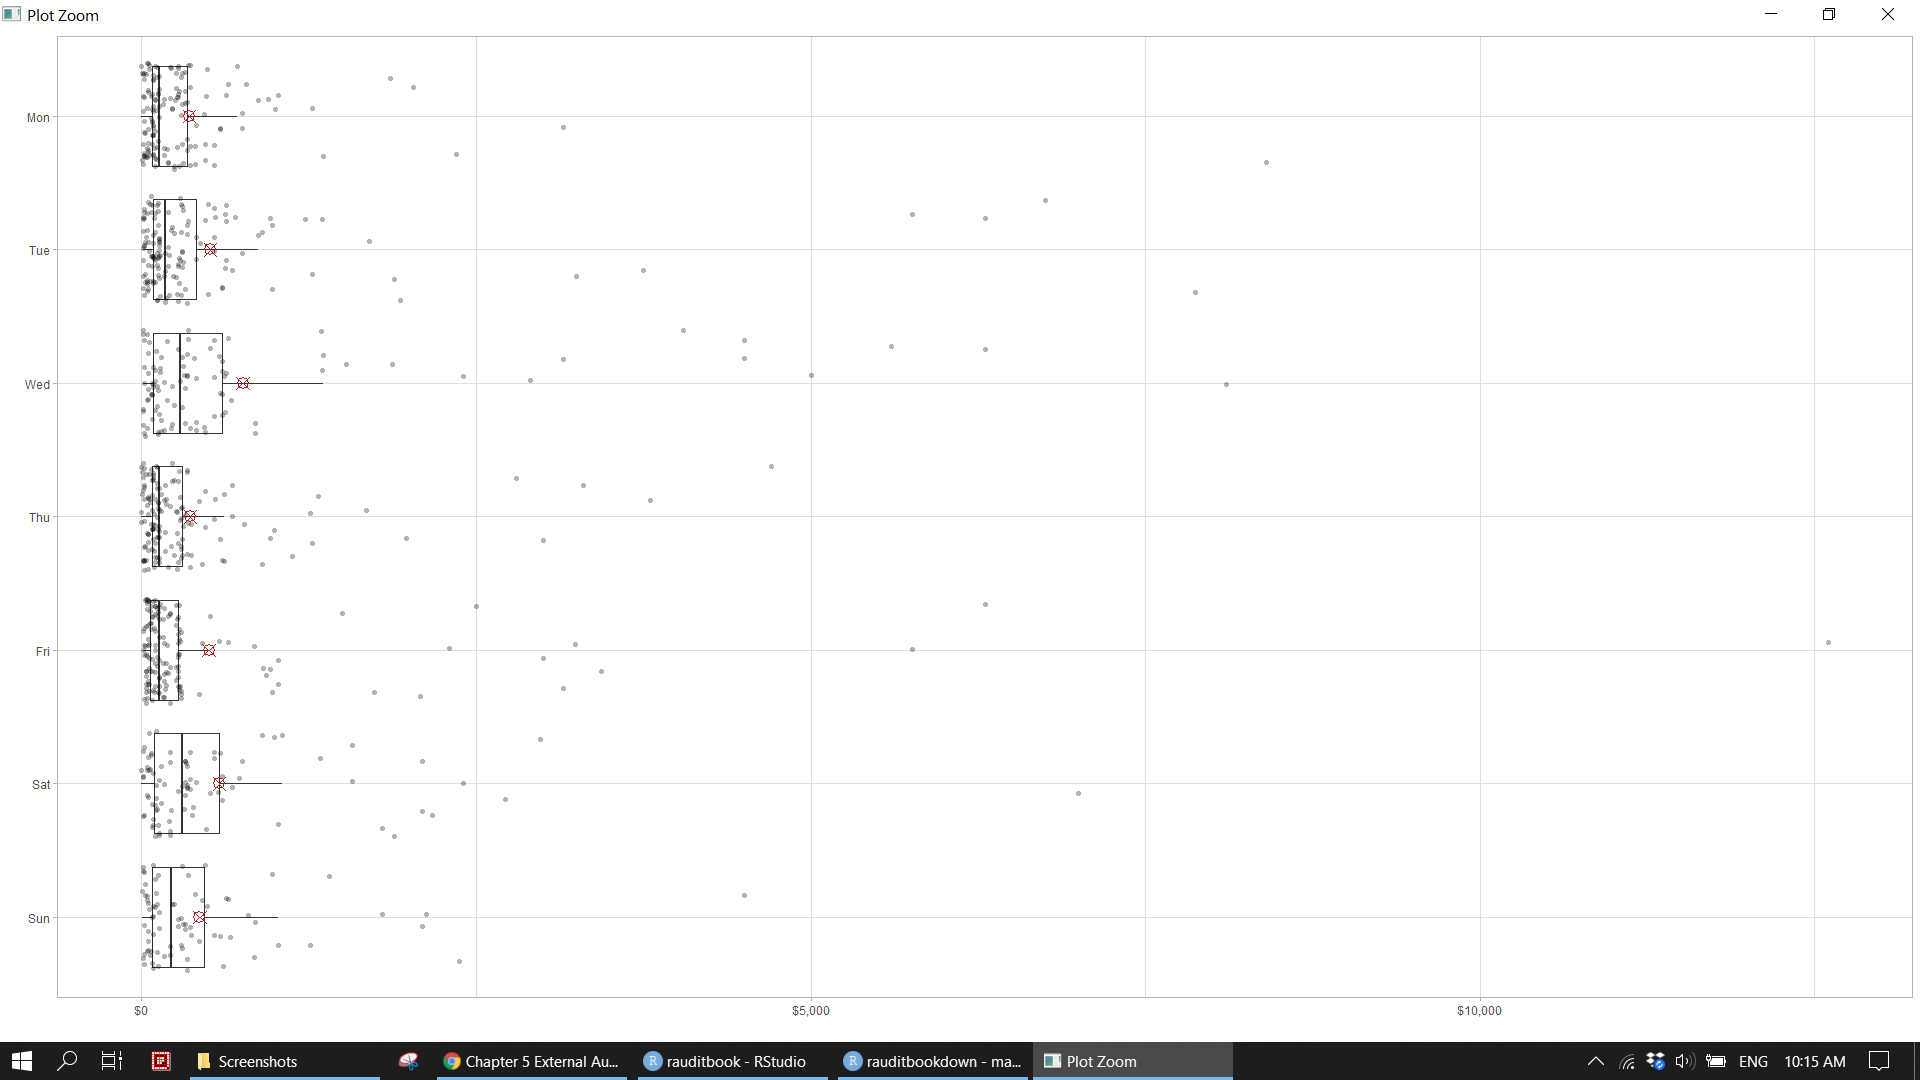 Plot Zoom
Mon
Tue
Wed
Thu
Fri
Sat
Sun
$0
$5,000
$10,000
Screenshots
Chapter 5 External Au...
R
rauditbook - RStudio
R
rauditbookdown - ma...
Plot Zoom
ENG
10:15 AM